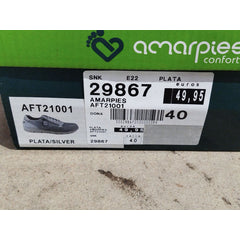 amarpies
confort
SNK E22 PLATA
29867
euros
49,95
AMARPIES
AFT21001
DONA
40
AFT21001
PLATA/SILVER
PLATA
49,95
29867
40